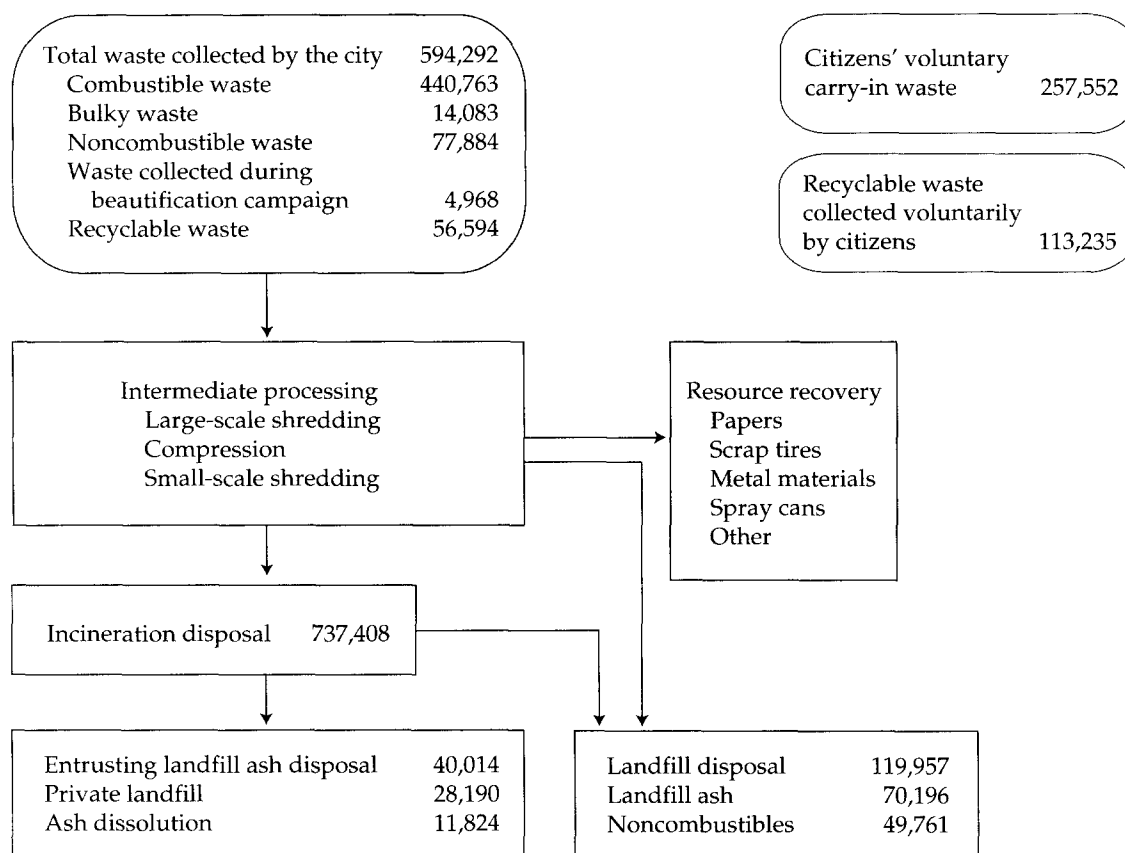 Total waste collected by the city 594,292
Combustible waste 440,763
Bulky waste 14,083
Noncombustible waste 77,884
Waste collected during
beautification campaign 4,968
Recyclable waste 56,594
Citizens' voluntary
carry-in waste 257,552
Recyclable waste
collected voluntarily
by citizens 113,235
Intermediate processing
Large-scale shredding
Compression
Small-scale shredding
Resource recovery
Papers
Scrap tires
Metal materials
Spray cans
Other
Incineration disposal 737,408
Entrusting landfill ash disposal 40,014
Private landfill 28,190
Ash dissolution 11,824
Landfill disposal 119,957
Landfill ash 70,196
Noncombustibles 49,761